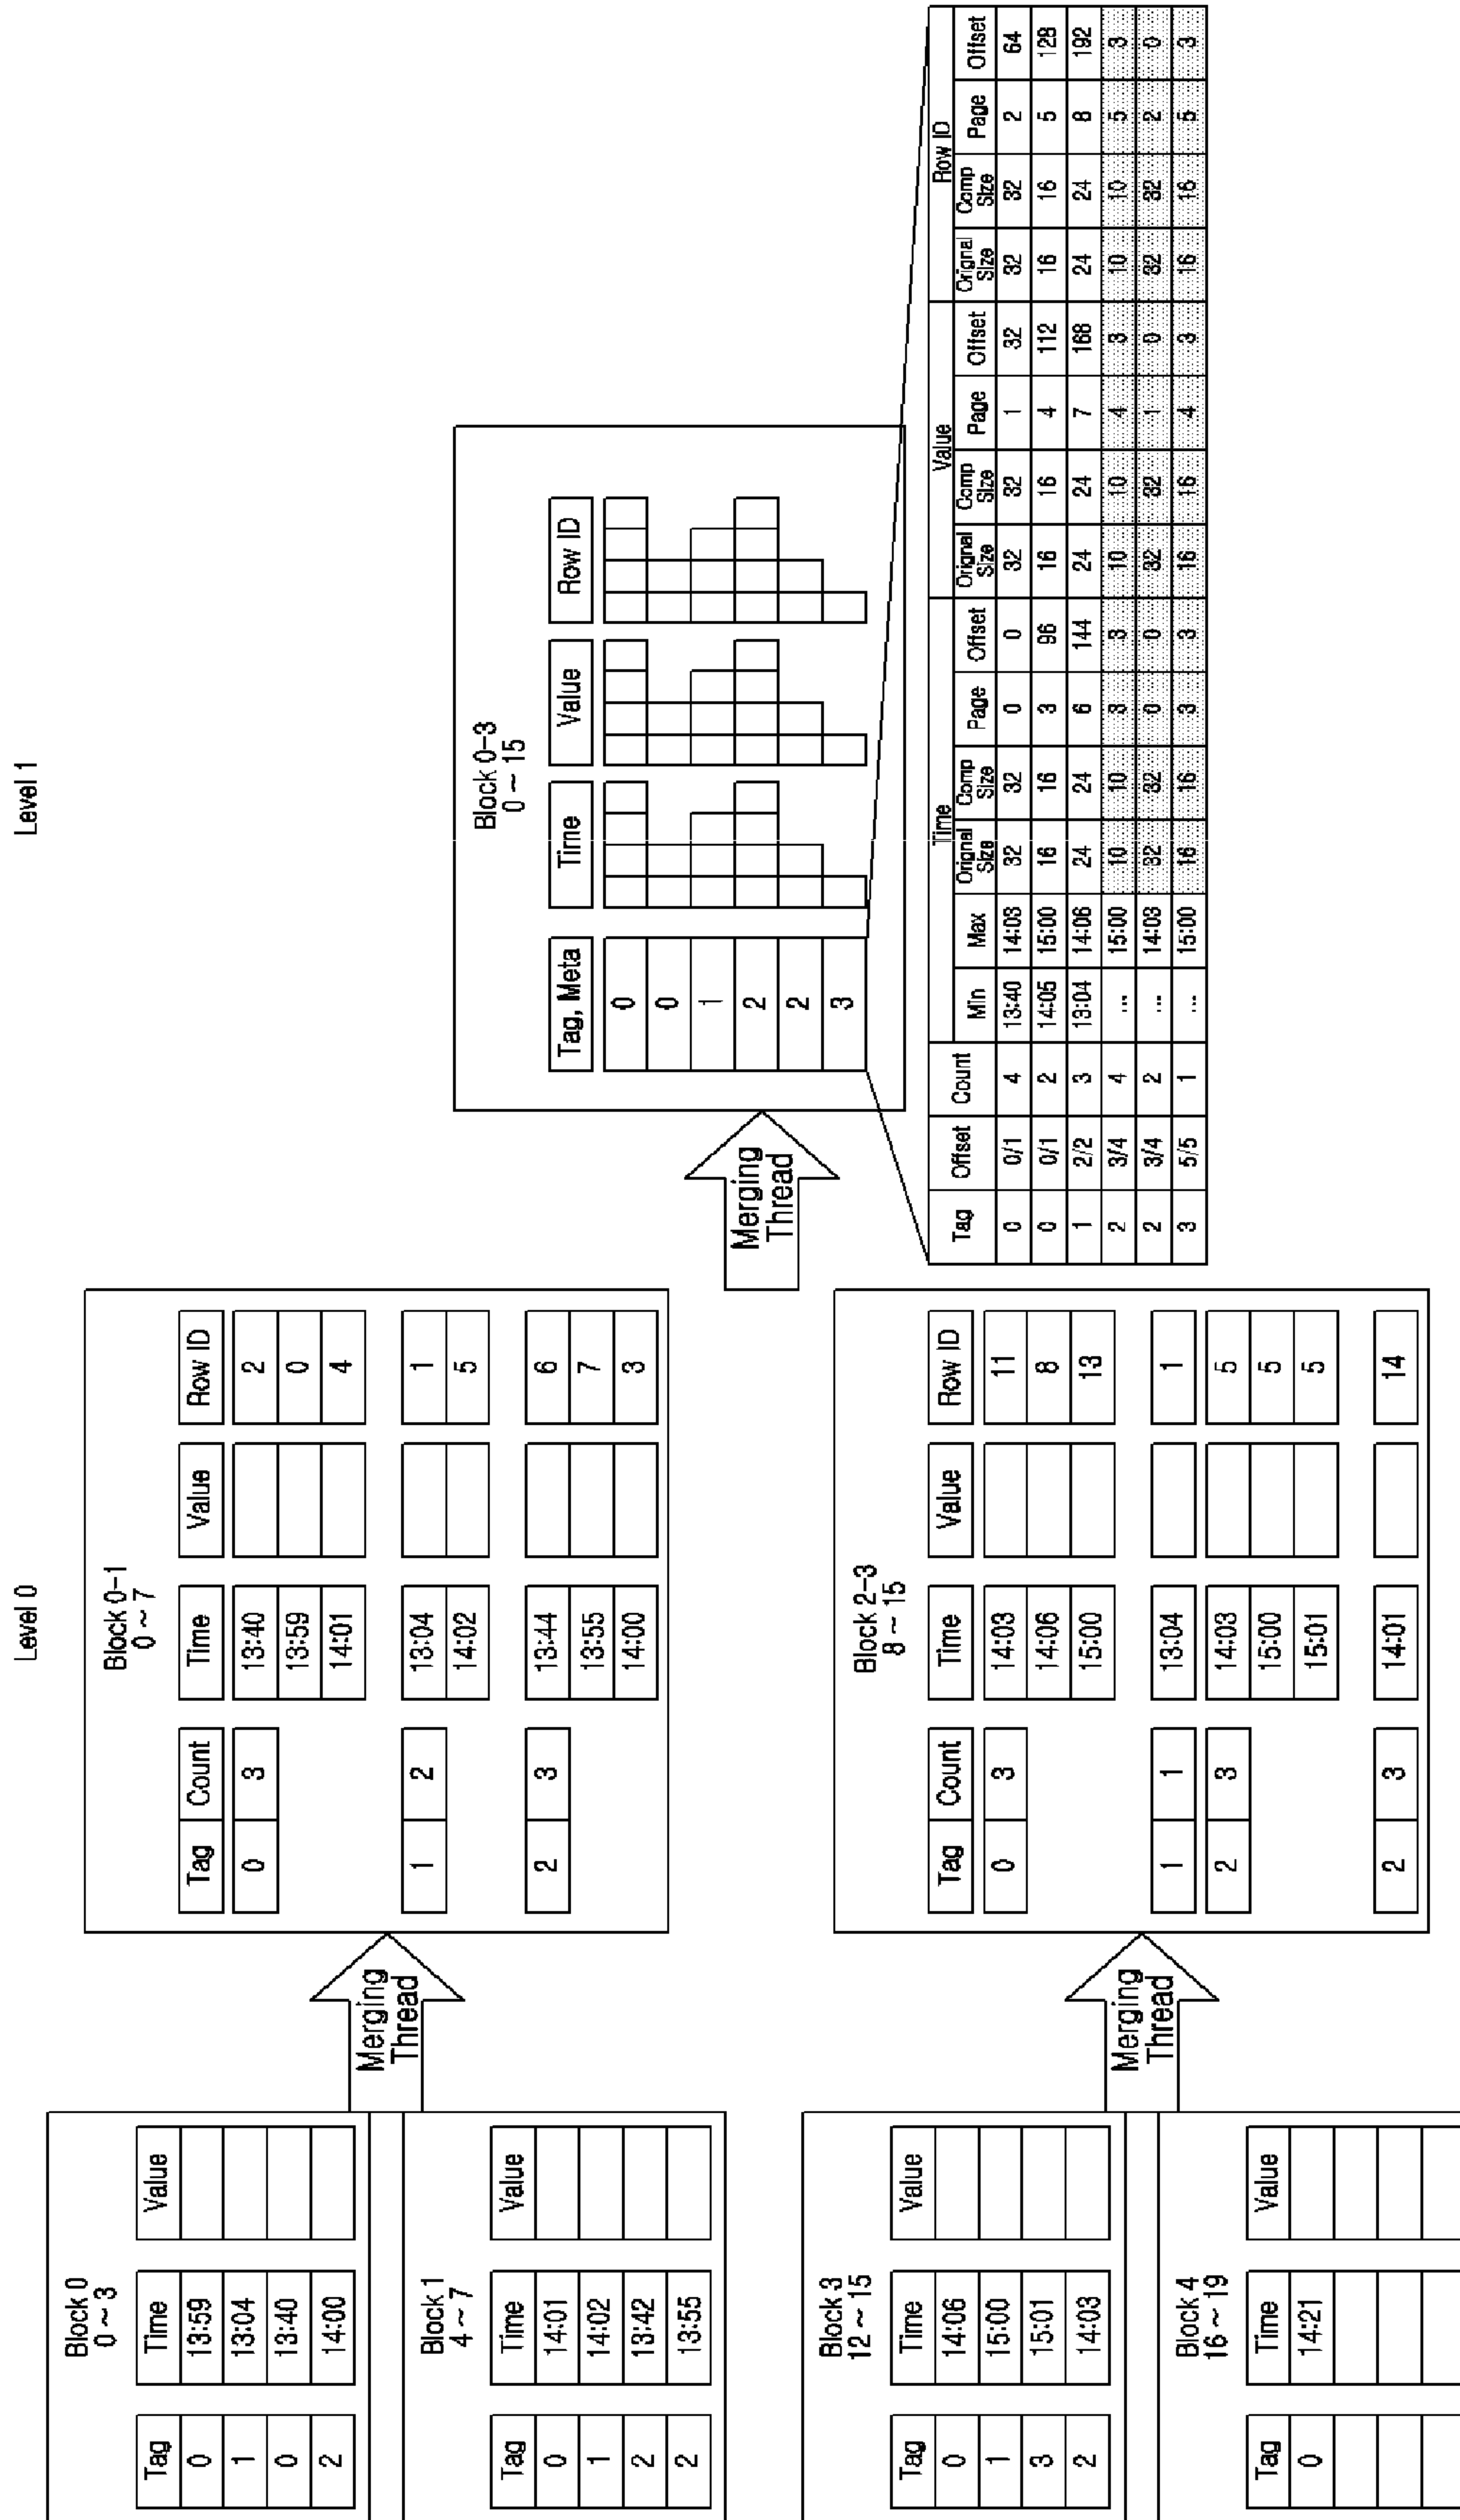 Level 0
Level 1
Block 0
0 ~ 3
Tag Time Value
0 13:59
1 13:04
0 13:40
2 14:00
Block 1
4 ~ 7
Tag Time Value
0 14:01
1 14:02
2 13:42
2 13:55
Merging
Thread
Block 0-1
0 ~ 7
Tag Count Time Value Row ID
0 3 13:40 2
13:59 0
14:01 4
1 2 13:04 1
14:02 5
2 3 13:44 6
13:55 7
14:00 3
Block 3
12 ~ 15
Tag Time Value
0 14:06
1 15:00
3 15:01
2 14:03
Block 4
16 ~ 19
Tag Time Value
0 14:21
Merging
Thread
Block 2-3
8 ~ 15
Tag Count Time Value Row ID
0 3 14:03 11
14:06 8
15:00 13
1 1 13:04 1
2 3 14:03 5
15:00 5
15:01 5
2 3 14:01 14
Merging
Thread
Block 0-3
0 ~ 15
Tag, Meta Time Value Row ID
0
0
1
2
2
3
Time Value Row ID
Tag Offset Count Min Max Orignal Size Comp Size Page Offset Orignal Size Comp Size Page Offset Orignal Size Comp Size Page Offset
0 0/1 4 13:40 14:03 32 32 0 0 32 32 1 32 32 32 2 64
0 0/1 2 14:05 15:00 16 16 3 96 16 16 4 112 16 16 5 128
1 2/2 3 13:04 14:06 24 24 6 144 24 24 7 168 24 24 8 192
2 3/4 4 ... 15:00 10 10 3 3 10 10 4 3 10 10 5 3
2 3/4 2 ... 14:03 32 32 0 0 32 32 1 0 32 32 2 0
3 5/5 1 ... 15:00 16 16 3 3 16 16 4 3 16 16 5 3